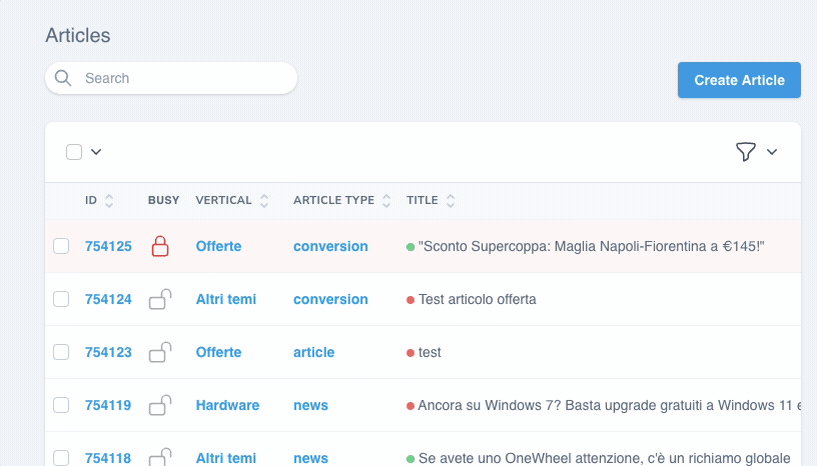 Articles
Search
Create Article
ID BUSY VERTICAL ARTICLE TYPE TITLE
754125 Offerte conversion "Sconto Supercoppa: Maglia Napoli-Fiorentina a €145!"
754124 Altri temi conversion Test articolo offerta
754123 Offerte article test
754119 Hardware news Ancora su Windows 7? Basta upgrade gratuiti a Windows 11 e
754118 Altri temi news Se avete uno OneWheel attenzione, c'è un richiamo globale